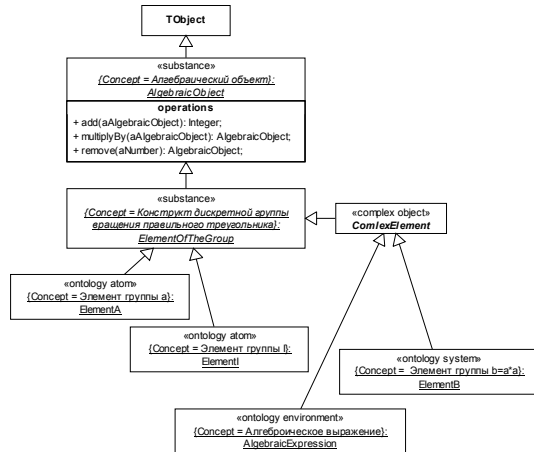 TObject
«substance»
{Concept = Алгебраический объект}:
AlgebraicObject
operations
+ add(aAlgebraicObject): Integer;
+ multiplyBy(aAlgebraicObject): AlgebraicObject;
+ remove(aNumber): AlgebraicObject;
«substance»
{Concept = Конструкт дискретной группы
вращения правильного треугольника}:
ElementOfTheGroup
«complex object»
ComlexElement
«ontology atom»
{Concept = Элемент группы a}:
ElementA
«ontology atom»
{Concept = Элемент группы I}:
ElementI
«ontology system»
{Concept = Элемент группы b=a*a}:
ElementB
«ontology environment»
{Concept = Алгеброическое выражение}:
AlgebraicExpression